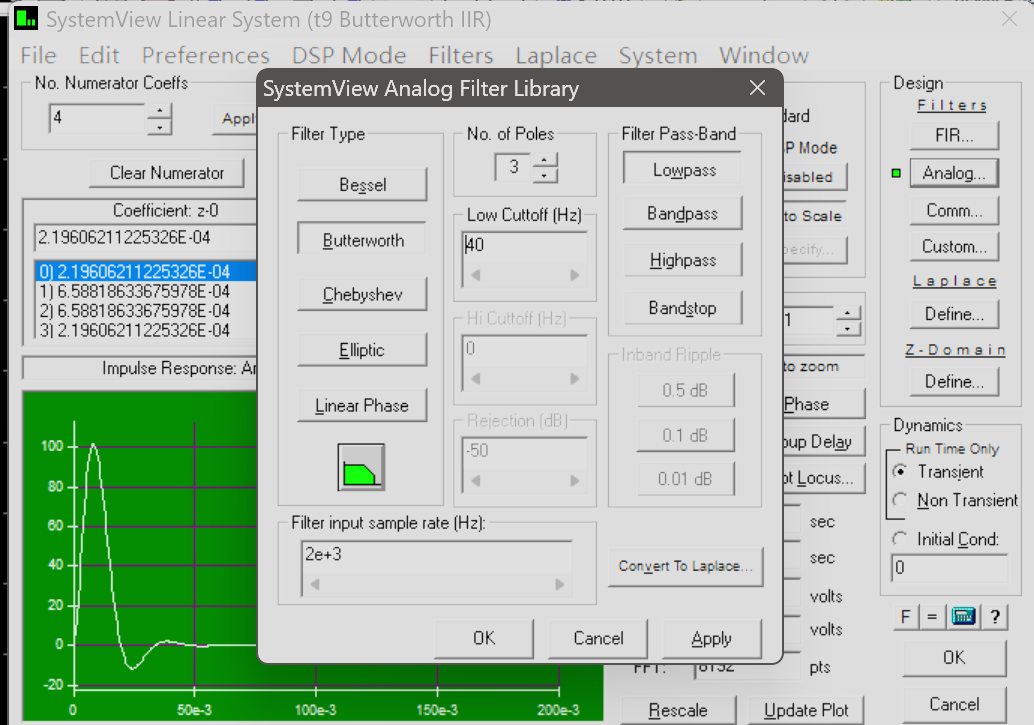 SystemView Linear System (t9 Butterworth IIR)
File Edit Preferences DSP Mode Filters Laplace System Window
No. Numerator Coeffs
4
Clear Numerator
Coefficient: z-0
2.19606211225326E-04
0) 2.19606211225326E-04
1) 6.58818633675978E-04
2) 6.58818633675978E-04
3) 2.19606211225326E-04
Impulse Response:
100
80
60
40
20
0
-20
0 50e-3 100e-3 150e-3 200e-3
SystemView Analog Filter Library
Filter Type
Bessel
Butterworth
Chebyshev
Elliptic
Linear Phase
No. of Poles
3
Low Cuttoff (Hz)
40
Hi Cuttoff (Hz)
0
Rejection (dB)
-50
Filter Pass-Band
Lowpass
Bandpass
Highpass
Bandstop
Inband Ripple
0.5 dB
0.1 dB
0.01 dB
Filter input sample rate (Hz):
2e+3
Convert To Laplace...
OK Cancel Apply
Mode
Scale
1
to zoom
Phase
Delay
Locus...
sec
sec
volts
volts
pts
Rescale Update Plot
Design
Filters
FIR...
Analog...
Comm...
Custom...
Laplace
Define...
Z-Domain
Define...
Dynamics
Run Time Only
Transient
Non Transient
Initial Cond:
0
F = ?
OK
Cancel